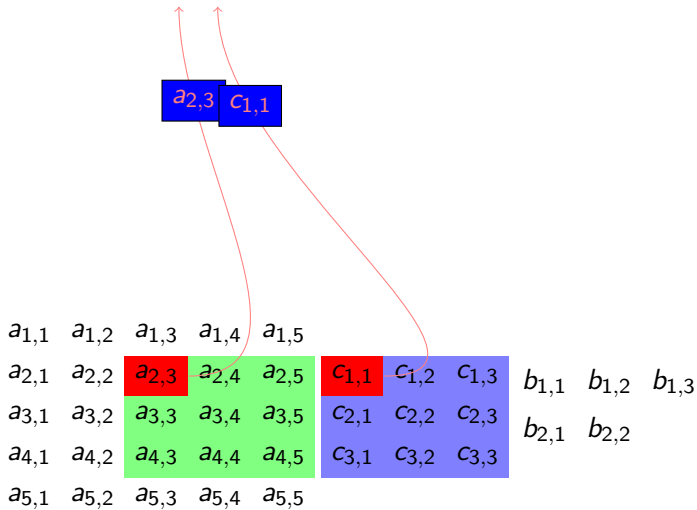 a2,3 c1,1
a1,1 a1,2 a1,3 a1,4 a1,5
a2,1 a2,2 a2,3 a2,4 a2,5 c1,1 c1,2 c1,3 b1,1 b1,2 b1,3
a3,1 a3,2 a3,3 a3,4 a3,5 c2,1 c2,2 c2,3 b2,1 b2,2
a4,1 a4,2 a4,3 a4,4 a4,5 c3,1 c3,2 c3,3
a5,1 a5,2 a5,3 a5,4 a5,5